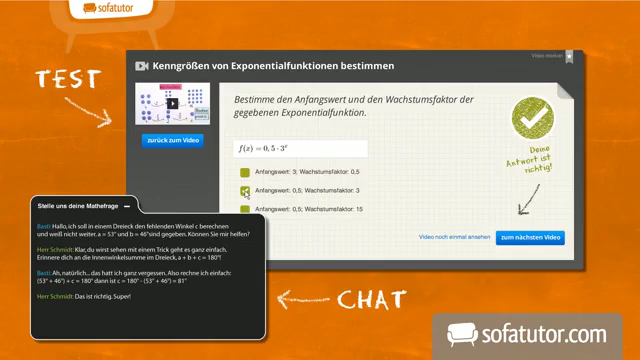 sofatutor
TEST
Kenngrößen von Exponentialfunktionen bestimmen
Video merken
zurück zum Video
Bestimme den Anfangswert und den Wachstumsfaktor der
gegebenen Exponentialfunktion.
f(x) = 0,5 · 3ˣ
Anfangswert: 3; Wachstumsfaktor: 0,5
Anfangswert: 0,5; Wachstumsfaktor: 3
Anfangswert: 0,5; Wachstumsfaktor: 15
Deine
Antwort ist
richtig!
Video noch einmal ansehen
zum nächsten Video
Stelle uns deine Mathefrage
Basti: Hallo, ich soll in einem Dreieck den fehlenden Winkel c berechnen
und weiß nicht weiter. a = 53° und b = 46° sind gegeben. Können Sie mir helfen?
Herr Schmidt: Klar, du wirst sehen mit einem Trick geht es ganz einfach.
Erinnere dich an die Innenwinkelsumme im Dreieck, a + b + c = 180°!
Basti: Ah, natürlich... das hatt ich ganz vergessen. Also rechne ich einfach:
(53° + 46°) + c = 180° dann ist c = 180° - (53° + 46°) = 81°
Herr Schmidt: Das ist richtig. Super!
CHAT
sofatutor.com